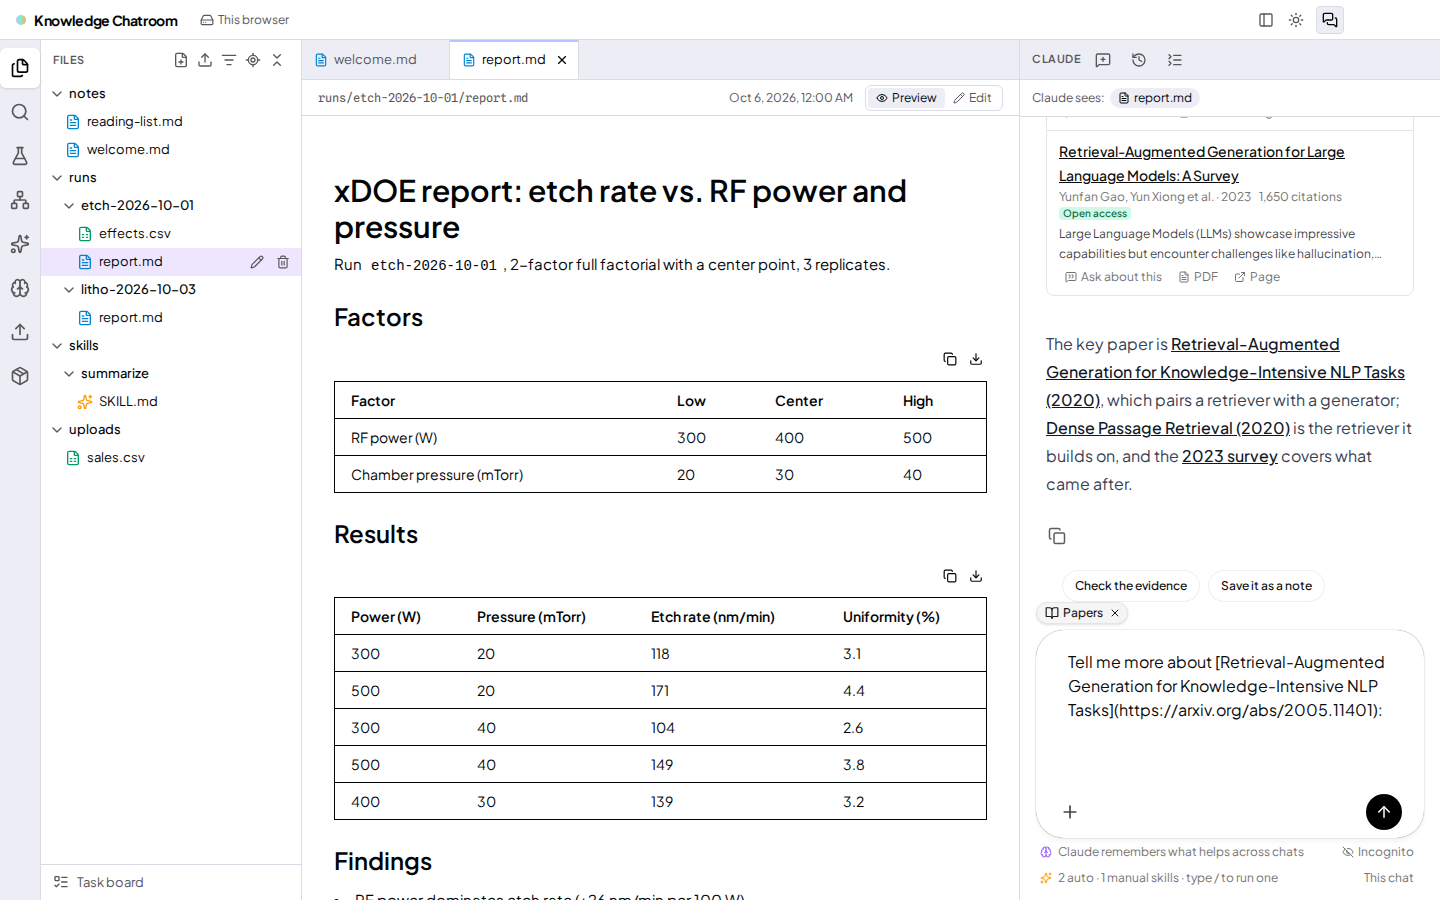 Knowledge Chatroom
This browser
FILES
notes
reading-list.md
welcome.md
runs
etch-2026-10-01
effects.csv
report.md
litho-2026-10-03
report.md
skills
summarize
SKILL.md
uploads
sales.csv
Task board
welcome.md
report.md
runs/etch-2026-10-01/report.md
Oct 6, 2026, 12:00 AM
Preview
Edit
xDOE report: etch rate vs. RF power and
pressure
Run etch-2026-10-01 , 2-factor full factorial with a center point, 3 replicates.
Factors
Factor Low Center High
RF power (W) 300 400 500
Chamber pressure (mTorr) 20 30 40
Results
Power (W) Pressure (mTorr) Etch rate (nm/min) Uniformity (%)
300 20 118 3.1
500 20 171 4.4
300 40 104 2.6
500 40 149 3.8
400 30 139 3.2
Findings
RF power dominates etch rate (+26 nm/min per 100 W)
CLAUDE
Claude sees: report.md
Retrieval-Augmented Generation for Large
Language Models: A Survey
Yunfan Gao, Yun Xiong et al. · 2023 1,650 citations
Open access
Large Language Models (LLMs) showcase impressive
capabilities but encounter challenges like hallucination,...
Ask about this PDF Page
The key paper is Retrieval-Augmented
Generation for Knowledge-Intensive NLP Tasks
(2020), which pairs a retriever with a generator;
Dense Passage Retrieval (2020) is the retriever it
builds on, and the 2023 survey covers what
came after.
Check the evidence
Save it as a note
Papers
Tell me more about [Retrieval-Augmented
Generation for Knowledge-Intensive NLP
Tasks](https://arxiv.org/abs/2005.11401):
Claude remembers what helps across chats
Incognito
2 auto · 1 manual skills · type / to run one
This chat